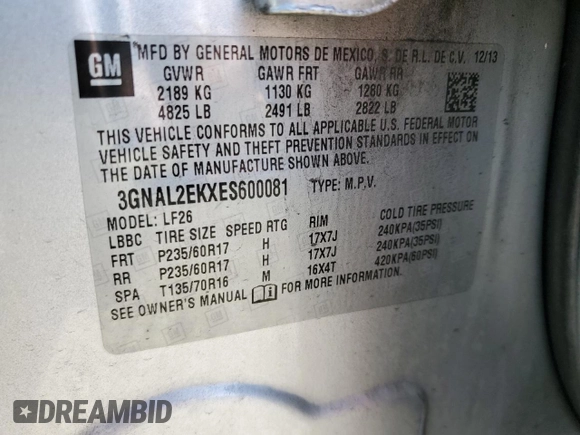 GM MFD BY GENERAL MOTORS DE MEXICO, S. DE R.L. DE C.V. 12/13
GVWR GAWR FRT GAWR RR
2189 KG 1130 KG 1280 KG
4825 LB 2491 LB 2822 LB
THIS VEHICLE CONFORMS TO ALL APPLICABLE U.S. FEDERAL MOTOR
VEHICLE SAFETY AND THEFT PREVENTION STANDARDS IN EFFECT ON
THE DATE OF MANUFACTURE SHOWN ABOVE.
3GNAL2EKXES600081 TYPE: M.P.V.
MODEL: LF26
LBBC TIRE SIZE SPEED RTG RIM COLD TIRE PRESSURE
FRT P235/60R17 H 17X7J 240KPA(35PSI)
RR P235/60R17 H 17X7J 240KPA(35PSI)
SPA T135/70R16 M 16X4T 420KPA(60PSI)
SEE OWNER'S MANUAL FOR MORE INFORMATION
DREAMBID